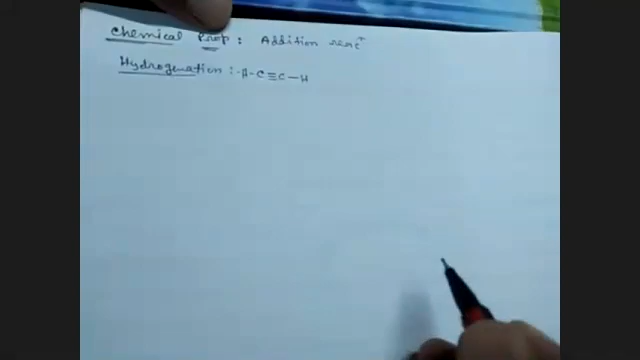 Chemical Prop: Addition reacⁿ
Hydrogenation :- H-C≡C-H